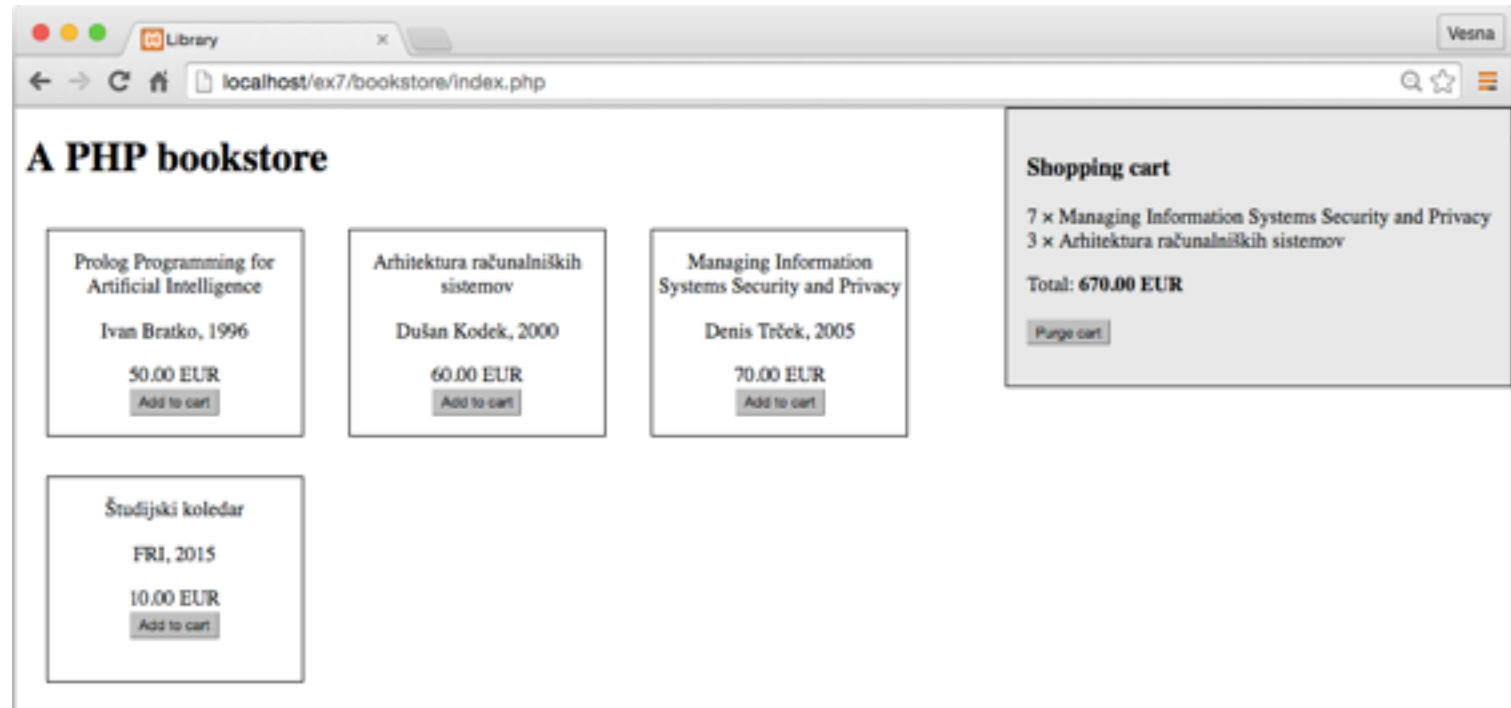 Library
Vesna
localhost/ex7/bookstore/index.php
A PHP bookstore
Prolog Programming for
Artificial Intelligence
Ivan Bratko, 1996
50.00 EUR
Add to cart
Arhitektura računalniških
sistemov
Dušan Kodek, 2000
60.00 EUR
Add to cart
Managing Information
Systems Security and Privacy
Denis Trček, 2005
70.00 EUR
Add to cart
Študijski koledar
FRI, 2015
10.00 EUR
Add to cart
Shopping cart
7 × Managing Information Systems Security and Privacy
3 × Arhitektura računalniških sistemov
Total: 670.00 EUR
Purge cart